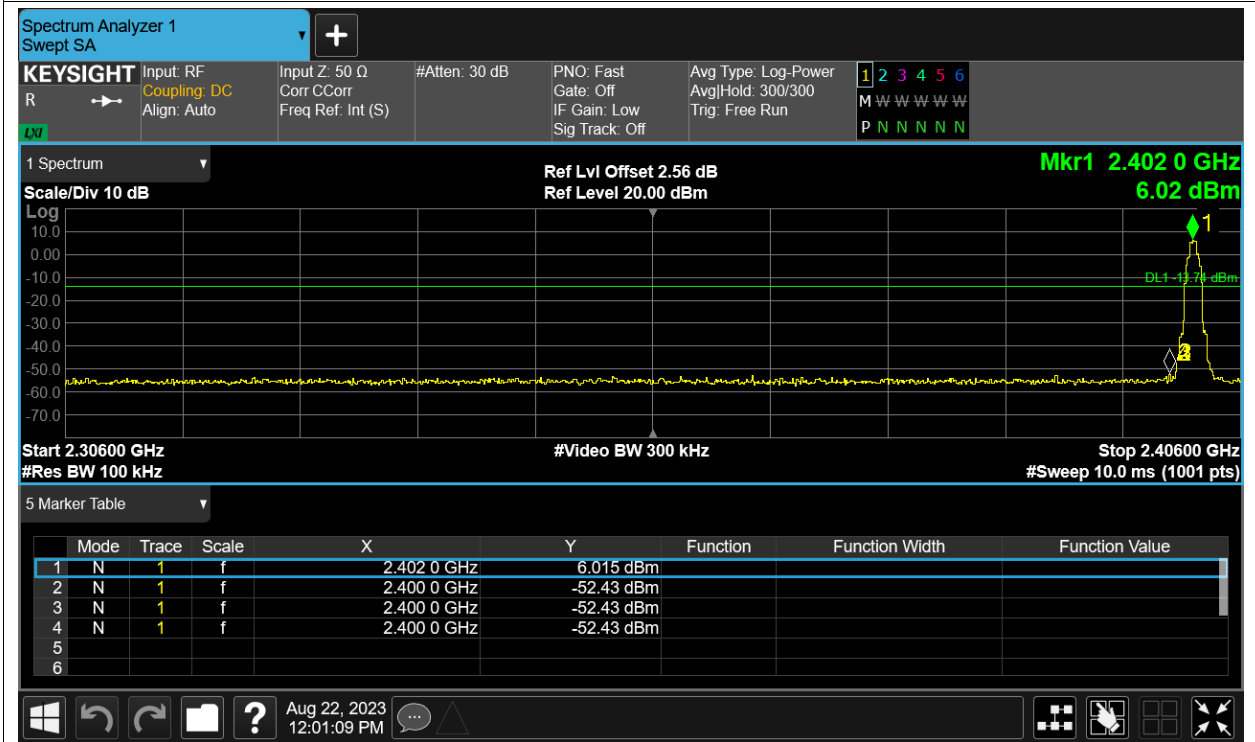 Spectrum Analyzer 1
Swept SA
KEYSIGHT Input: RF Input Z: 50 Ω #Atten: 30 dB PNO: Fast Avg Type: Log-Power 1 2 3 4 5 6
R Coupling: DC Corr CCorr Gate: Off Avg|Hold: 300/300 M W W W W W
Align: Auto Freq Ref: Int (S) IF Gain: Low Trig: Free Run
LXI Sig Track: Off P N N N N N
1 Spectrum Ref Lvl Offset 2.56 dB Mkr1 2.402 0 GHz
Scale/Div 10 dB Ref Level 20.00 dBm 6.02 dBm
Log
1
10.0
0.00
-10.0
DL1 -13.74 dBm
-20.0
-30.0
-40.0
-50.0
-60.0
-70.0
Start 2.30600 GHz #Video BW 300 kHz Stop 2.40600 GHz
#Res BW 100 kHz #Sweep 10.0 ms (1001 pts)
5 Marker Table
Mode Trace Scale X Y Function Function Width Function Value
1 N 1 f 2.402 0 GHz 6.015 dBm
2 N 1 f 2.400 0 GHz -52.43 dBm
3 N 1 f 2.400 0 GHz -52.43 dBm
4 N 1 f 2.400 0 GHz -52.43 dBm
5
6
? Aug 22, 2023
12:01:09 PM